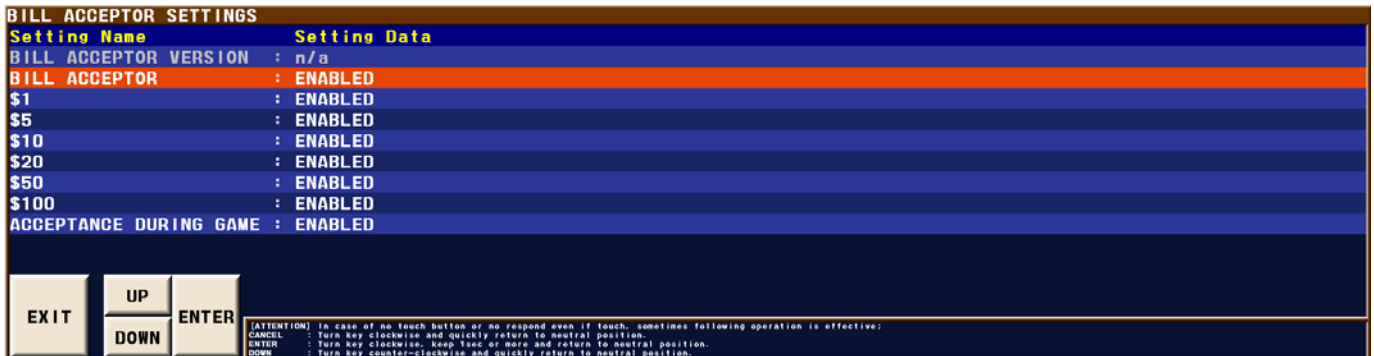 BILL ACCEPTOR SETTINGS
Setting Name Setting Data
BILL ACCEPTOR VERSION : n/a
BILL ACCEPTOR : ENABLED
$1 : ENABLED
$5 : ENABLED
$10 : ENABLED
$20 : ENABLED
$50 : ENABLED
$100 : ENABLED
ACCEPTANCE DURING GAME : ENABLED
EXIT
UP
DOWN
ENTER
[ATTENTION] In case of no touch button or no respond even if touch, sometimes following operation is effective:
CANCEL : Turn key clockwise and quickly return to neutral position.
ENTER : Turn key clockwise, keep 1sec or more and return to neutral position.
DOWN : Turn key counter-clockwise and quickly return to neutral position.